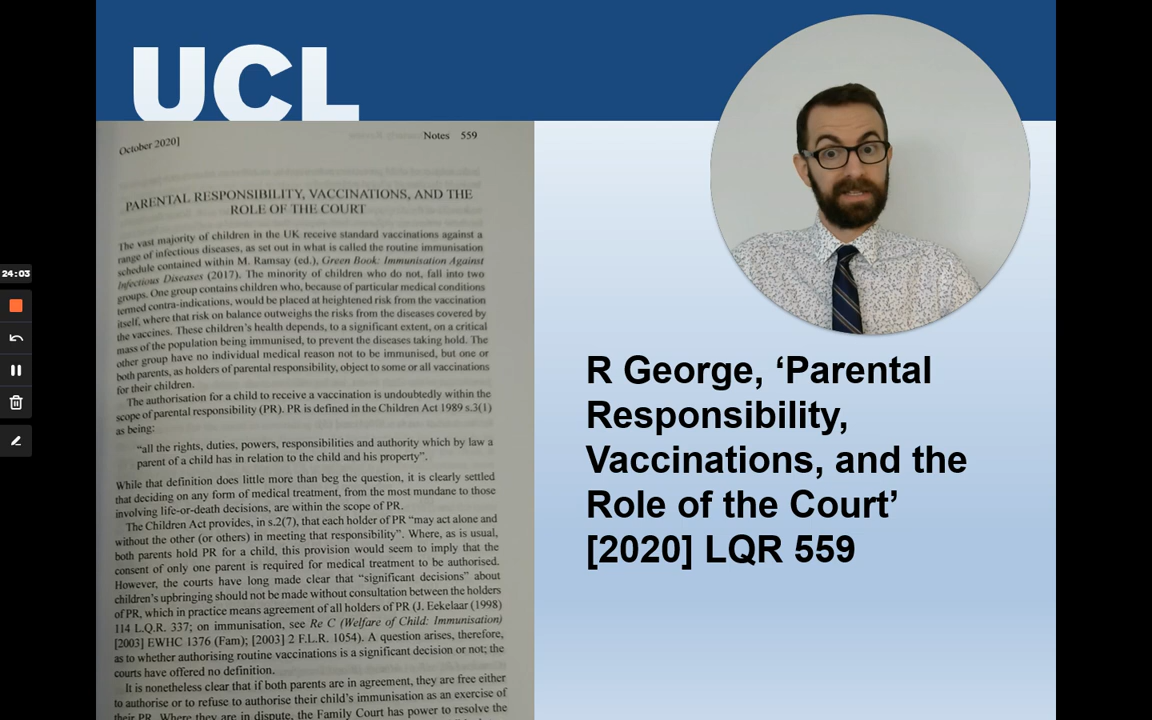 UCL
October 2020]
Notes 559
PARENTAL RESPONSIBILITY, VACCINATIONS, AND THE
ROLE OF THE COURT
The vast majority of children in the UK receive standard vaccinations against a
range of infectious diseases, as set out in what is called the routine immunisation
schedule contained within M. Ramsay (ed.), Green Book: Immunisation Against
Infectious Diseases (2017). The minority of children who do not, fall into two
groups. One group contains children who, because of particular medical conditions
termed contra-indications, would be placed at heightened risk from the vaccination
itself, where that risk on balance outweighs the risks from the diseases covered by
the vaccines. These children's health depends, to a significant extent, on a critical
mass of the population being immunised, to prevent the diseases taking hold. The
other group have no individual medical reason not to be immunised, but one or
both parents, as holders of parental responsibility, object to some or all vaccinations
for their children.
The authorisation for a child to receive a vaccination is undoubtedly within the
scope of parental responsibility (PR). PR is defined in the Children Act 1989 s.3(1)
as being:
“all the rights, duties, powers, responsibilities and authority which by law a
parent of a child has in relation to the child and his property”.
While that definition does little more than beg the question, it is clearly settled
that deciding on any form of medical treatment, from the most mundane to those
involving life-or-death decisions, are within the scope of PR.
The Children Act provides, in s.2(7), that each holder of PR “may act alone and
without the other (or others) in meeting that responsibility”. Where, as is usual,
both parents hold PR for a child, this provision would seem to imply that the
consent of only one parent is required for medical treatment to be authorised.
However, the courts have long made clear that “significant decisions” about
children's upbringing should not be made without consultation between the holders
of PR, which in practice means agreement of all holders of PR (J. Eekelaar (1998)
114 L.Q.R. 337; on immunisation, see Re C (Welfare of Child: Immunisation)
[2003] EWHC 1376 (Fam); [2003] 2 F.L.R. 1054). A question arises, therefore,
as to whether authorising routine vaccinations is a significant decision or not; the
courts have offered no definition.
It is nonetheless clear that if both parents are in agreement, they are free either
to authorise or to refuse to authorise their child's immunisation as an exercise of
their PR. Where they are in dispute, the Family Court has power to resolve the
R George, ‘Parental
Responsibility,
Vaccinations, and the
Role of the Court’
[2020] LQR 559
24:03